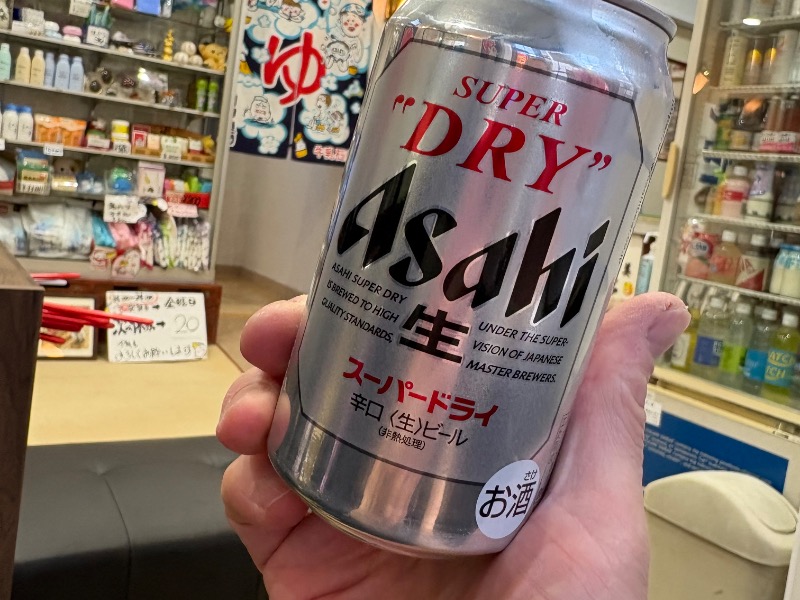 ゆ
SUPER
"DRY"
Asahi
ASAHI SUPER DRY
IS BREWED TO HIGH
QUALITY STANDARDS,
生
UNDER THE SUPER-
VISION OF JAPANESE
MASTER BREWERS.
スーパードライ
辛口〈生〉ビール
(非熱処理)
さけ
お酒
20